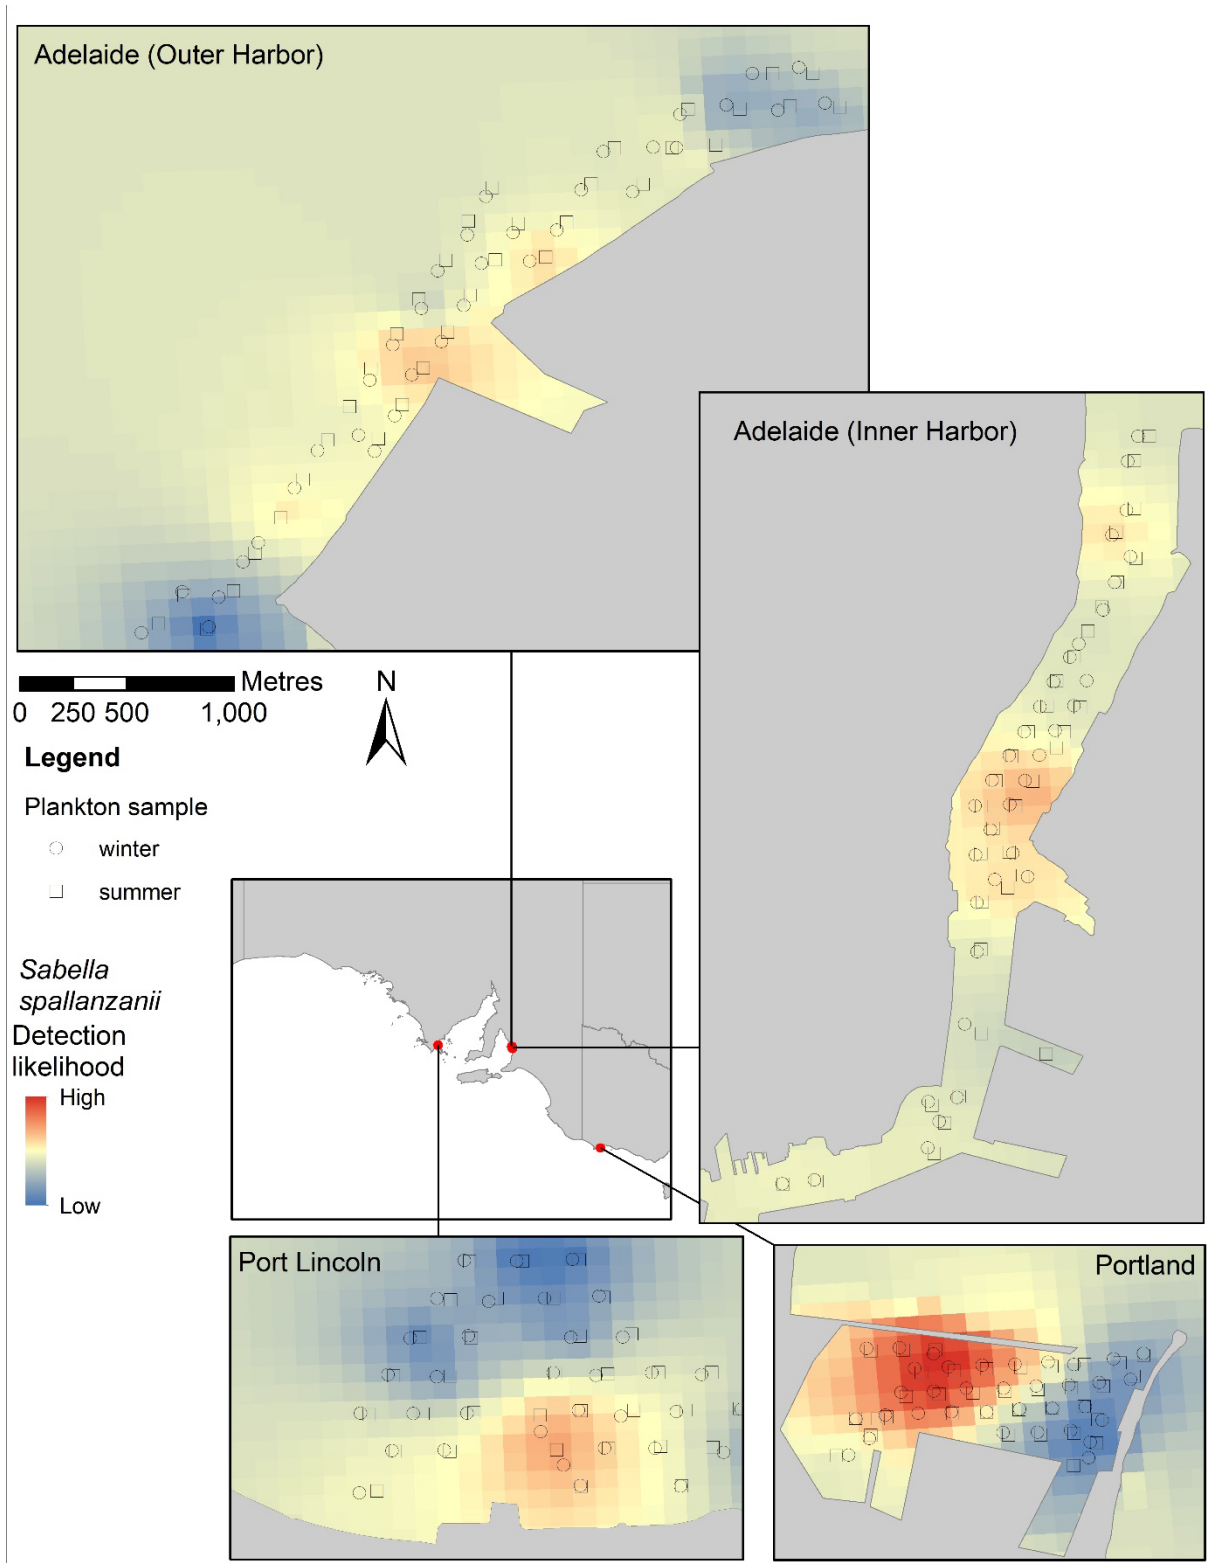 Adelaide (Outer Harbor)
Adelaide (Inner Harbor)
Metres
0 250 500 1,000
N
Legend
Plankton sample
winter
summer
Sabella
spallanzanii
Detection
likelihood
High
Low
Port Lincoln
Portland